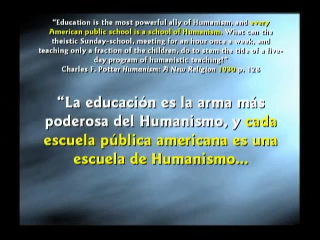 "Education is the most powerful ally of Humanism, and every
American public school is a school of Humanism. What can the
theistic Sunday-school, meeting for an hour once a week, and
teaching only a fraction of the children, do to stem the tide of a five-
day program of humanistic teaching?"
Charles F. Potter Humanism: A New Religion 1930 p. 128
"La educación es la arma más
poderosa del Humanismo, y cada
escuela pública americana es una
escuela de Humanismo...